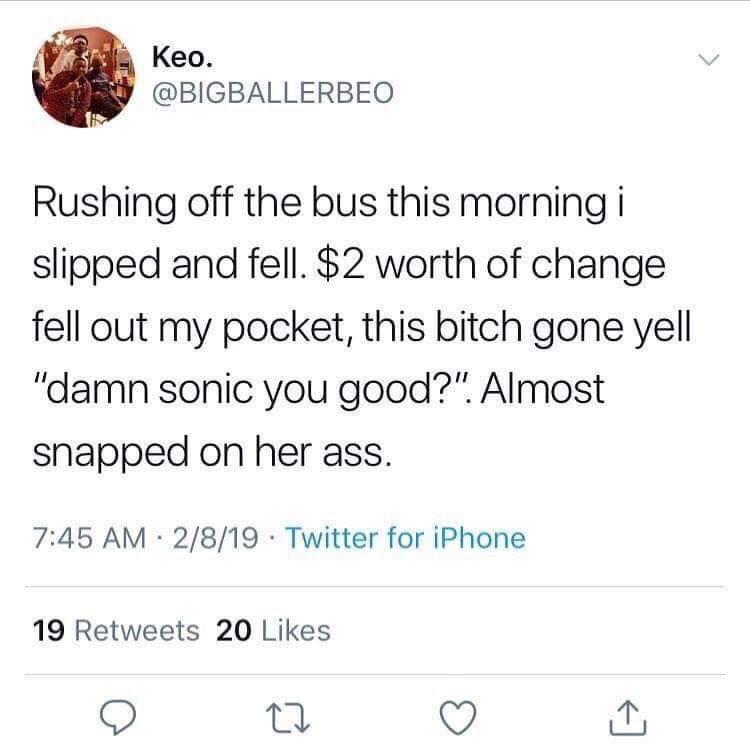 Keo.
@BIGBALLERBEO
Rushing off the bus this morning i
slipped and fell. $2 worth of change
fell out my pocket, this bitch gone yell
"damn sonic you good?". Almost
snapped on her ass.
7:45 AM · 2/8/19 · Twitter for iPhone
19 Retweets 20 Likes